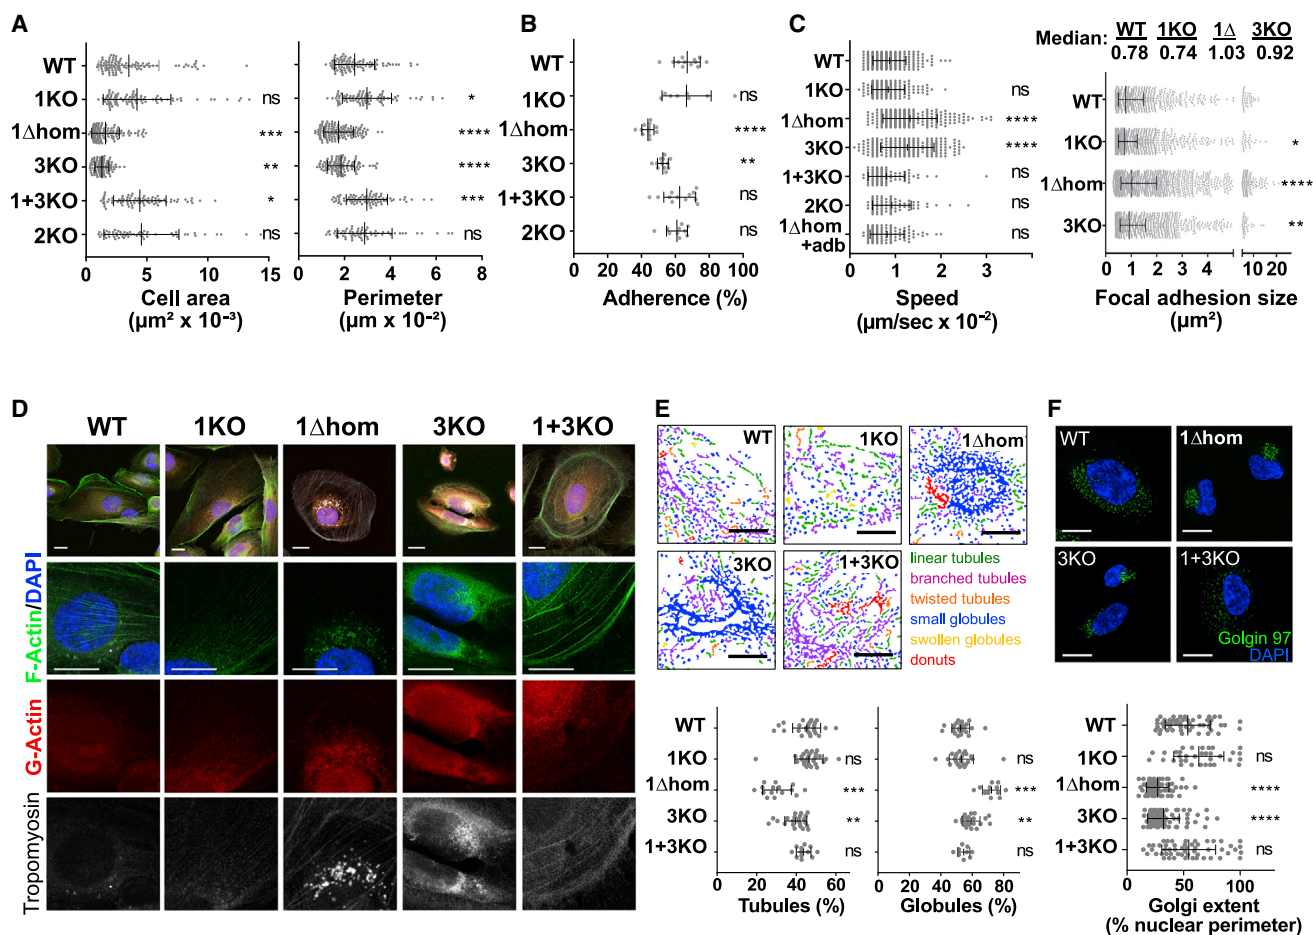 A
WT
1KO
ns
*
1Δhom
***
****
3KO
**
****
1+3KO
*
***
2KO
ns
ns
0 5 10 15
0 2 4 6 8
Cell area
(µm² x 10⁻³)
Perimeter
(µm x 10⁻²)
B
WT
1KO
ns
1Δhom
****
3KO
**
1+3KO
ns
2KO
ns
0 20 40 60 80 100
Adherence (%)
C
WT
1KO
ns
1Δhom
****
3KO
****
1+3KO
ns
2KO
ns
1Δhom
+adb
ns
0 1 2 3
Speed
(µm/sec x 10⁻²)
Median: WT 1KO 1Δ 3KO
0.78 0.74 1.03 0.92
WT
1KO
*
1Δhom
****
3KO
**
0 1 2 3 4 5 10 20
Focal adhesion size
(µm²)
D
WT 1KO 1Δhom 3KO 1+3KO
F-Actin/DAPI
G-Actin
Tropomyosin
E
WT
1KO
1Δhom
3KO
1+3KO
linear tubules
branched tubules
twisted tubules
small globules
swollen globules
donuts
WT
1KO
ns
ns
1Δhom
***
***
3KO
**
**
1+3KO
ns
ns
0 20 40 60
0 20 40 60 80
Tubules (%)
Globules (%)
F
WT
1Δhom
3KO
1+3KO
Golgin 97
DAPI
WT
1KO
ns
1Δhom
****
3KO
****
1+3KO
ns
0 50 100
Golgi extent
(% nuclear perimeter)